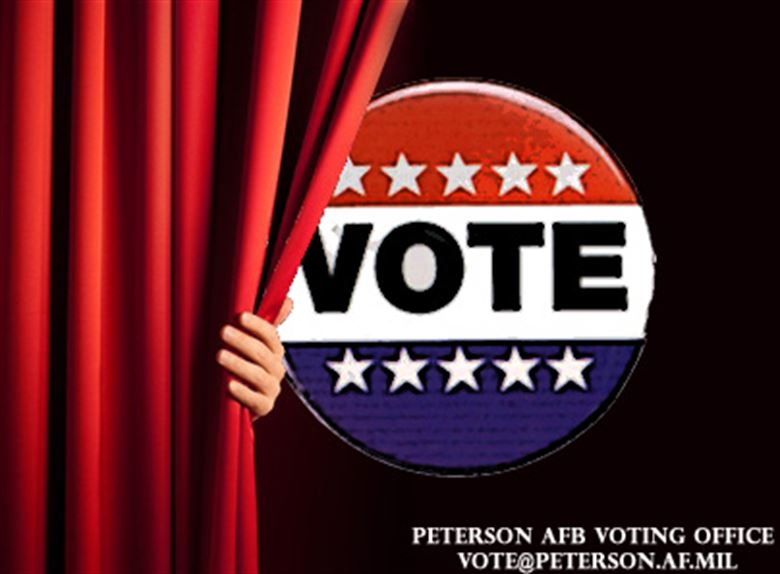 VOTE
PETERSON AFB VOTING OFFICE
VOTE@PETERSON.AF.MIL